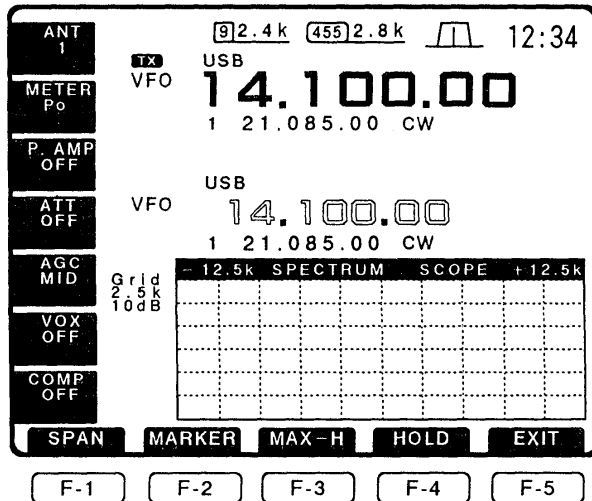 ANT
1
METER
Po
P. AMP
OFF
ATT
OFF
AGC
MID
VOX
OFF
COMP
OFF
9 2.4k 455 2.8k 12:34
TX USB
VFO 14.100.00
1 21.085.00 CW
USB
VFO 14.100.00
1 21.085.00 CW
Grid
2.5k
10dB
- 12.5k SPECTRUM SCOPE + 12.5k
SPAN MARKER MAX-H HOLD EXIT
F-1 F-2 F-3 F-4 F-5